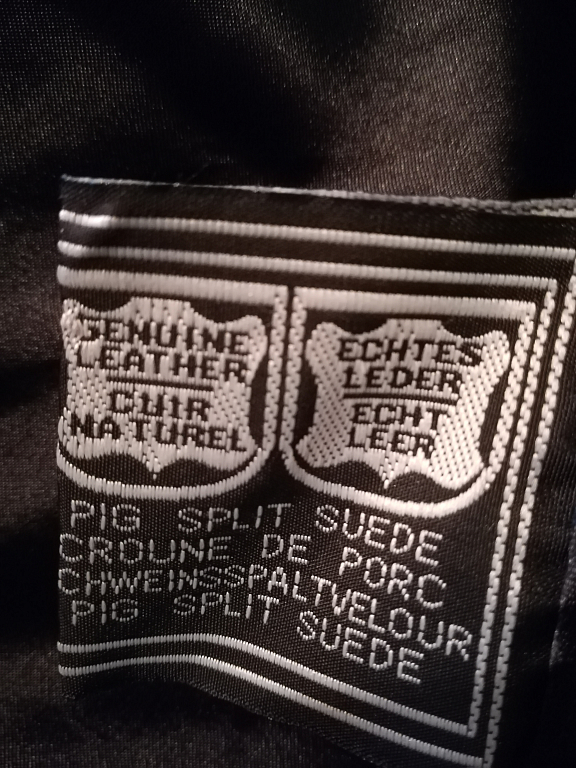 GENUINE
LEATHER
CUIR
NATUREL
ECHTES
LEDER
ECHT
LEER
PIG SPLIT SUEDE
CROUNE DE PORC
CHWEINSSPALTVELOUR
PIG SPLIT SUEDE